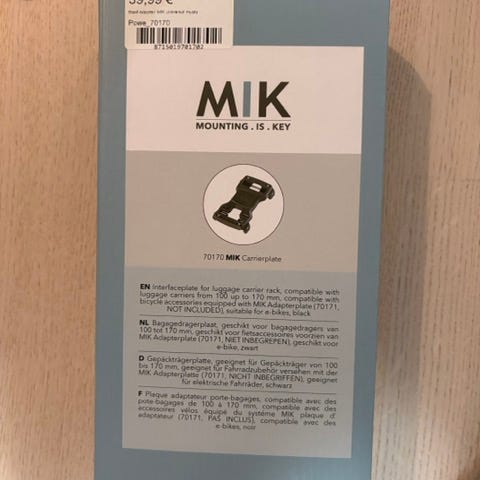 39,99 €
Powe_70170
8715019701702
MIK
MOUNTING . IS . KEY
70170 MIK Carrierplate
EN Interfaceplate for luggage carrier rack, compatible with
luggage carriers from 100 up to 170 mm, compatible with
bicycle accessories equipped with MIK Adapterplate (70171,
NOT INCLUDED), suitable for e-bikes, black
NL Bagagedragerplaat, geschikt voor bagagedragers van
100 tot 170 mm, geschikt voor fietsaccessoires voorzien van
MIK Adapterplate (70171, NIET INBEGREPEN), geschikt voor
e-bike, zwart
D Gepäckträgerplatte, geeignet für Gepäckträger von 100
bis 170 mm, geeignet für Fahrradzubehör versehen mit der
MIK Adapterplatte (70171, NICHT INBEGRIFFEN), geeignet
für elektrische Fahrräder, schwarz
F Plaque adaptateur porte-bagages, compatible avec des
pote-bagages de 100 à 170 mm, compatible avec des
accessoires vélos équipé du système MIK plaque d'
adaptateur (70171, PAS INCLUS), compatible avec des
e-bikes, noir